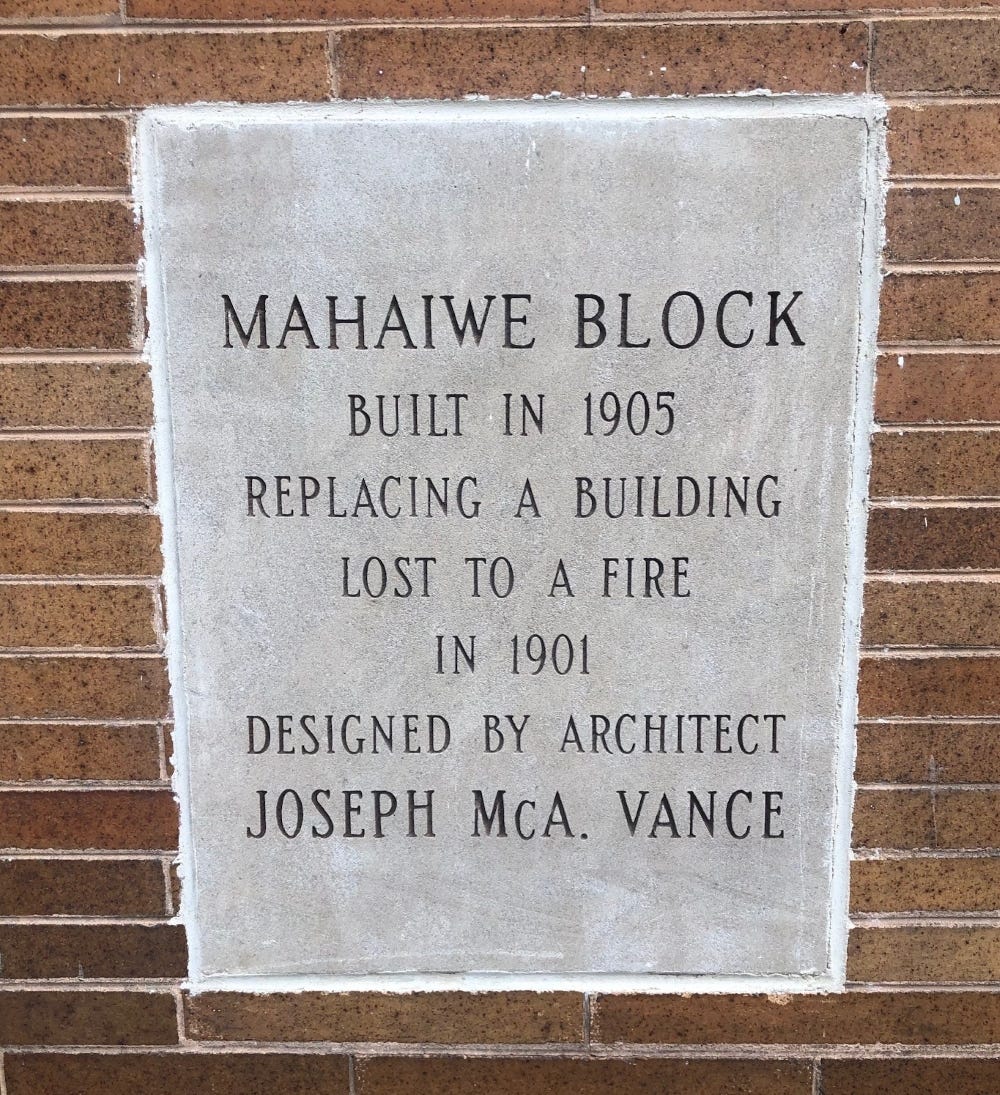 MAHAIWE BLOCK
BUILT IN 1905
REPLACING A BUILDING
LOST TO A FIRE
IN 1901
DESIGNED BY ARCHITECT
JOSEPH McA. VANCE